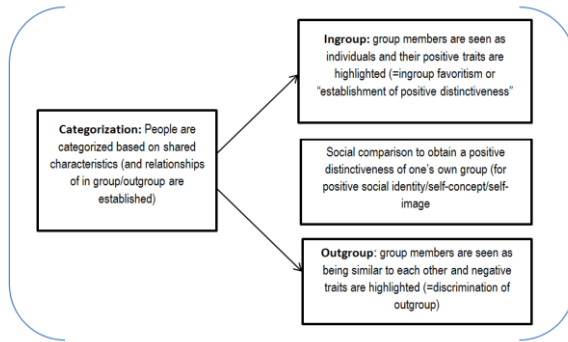 Ingroup: group members are seen as
individuals and their positive traits are
highlighted (=ingroup favoritism or
"establishment of positive distinctiveness"
Categorization: People are
categorized based on shared
characteristics (and relationships
of in group/outgroup are
established)
Social comparison to obtain a positive
distinctiveness of one's own group (for
positive social identity/self-concept/self-
image
Outgroup: group members are seen as
being similar to each other and negative
traits are highlighted (=discrimination of
outgroup)